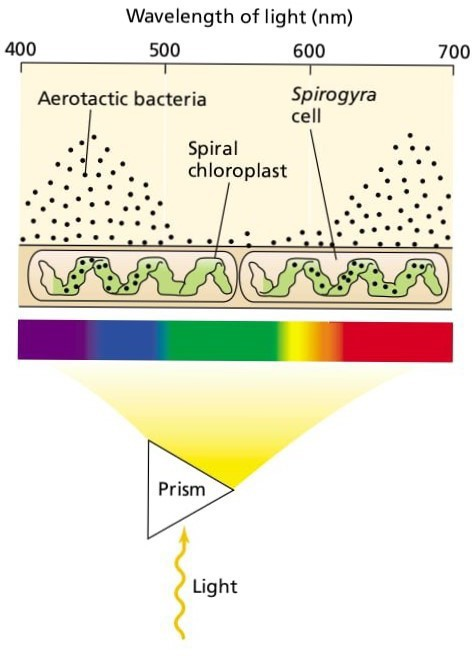 Wavelength of light (nm)
400 500 600 700
Aerotactic bacteria
Spirogyra
cell
Spiral
chloroplast
Prism
Light